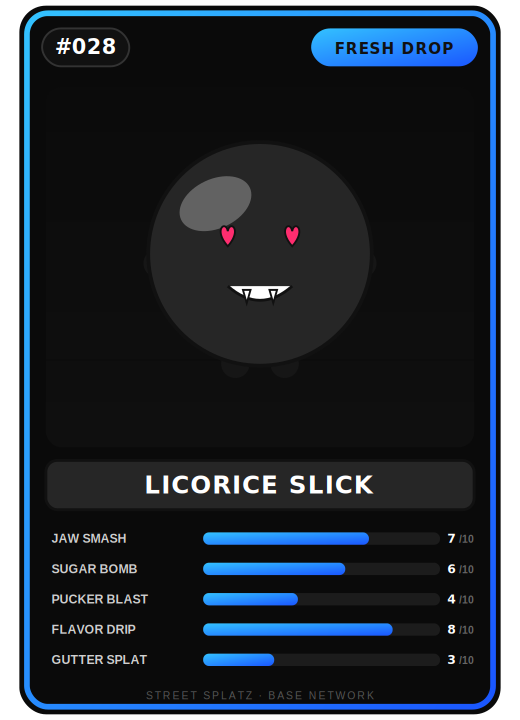 #028
FRESH DROP
LICORICE SLICK
JAW SMASH 7 /10
SUGAR BOMB 6 /10
PUCKER BLAST 4 /10
FLAVOR DRIP 8 /10
GUTTER SPLAT 3 /10
STREET SPLATZ · BASE NETWORK